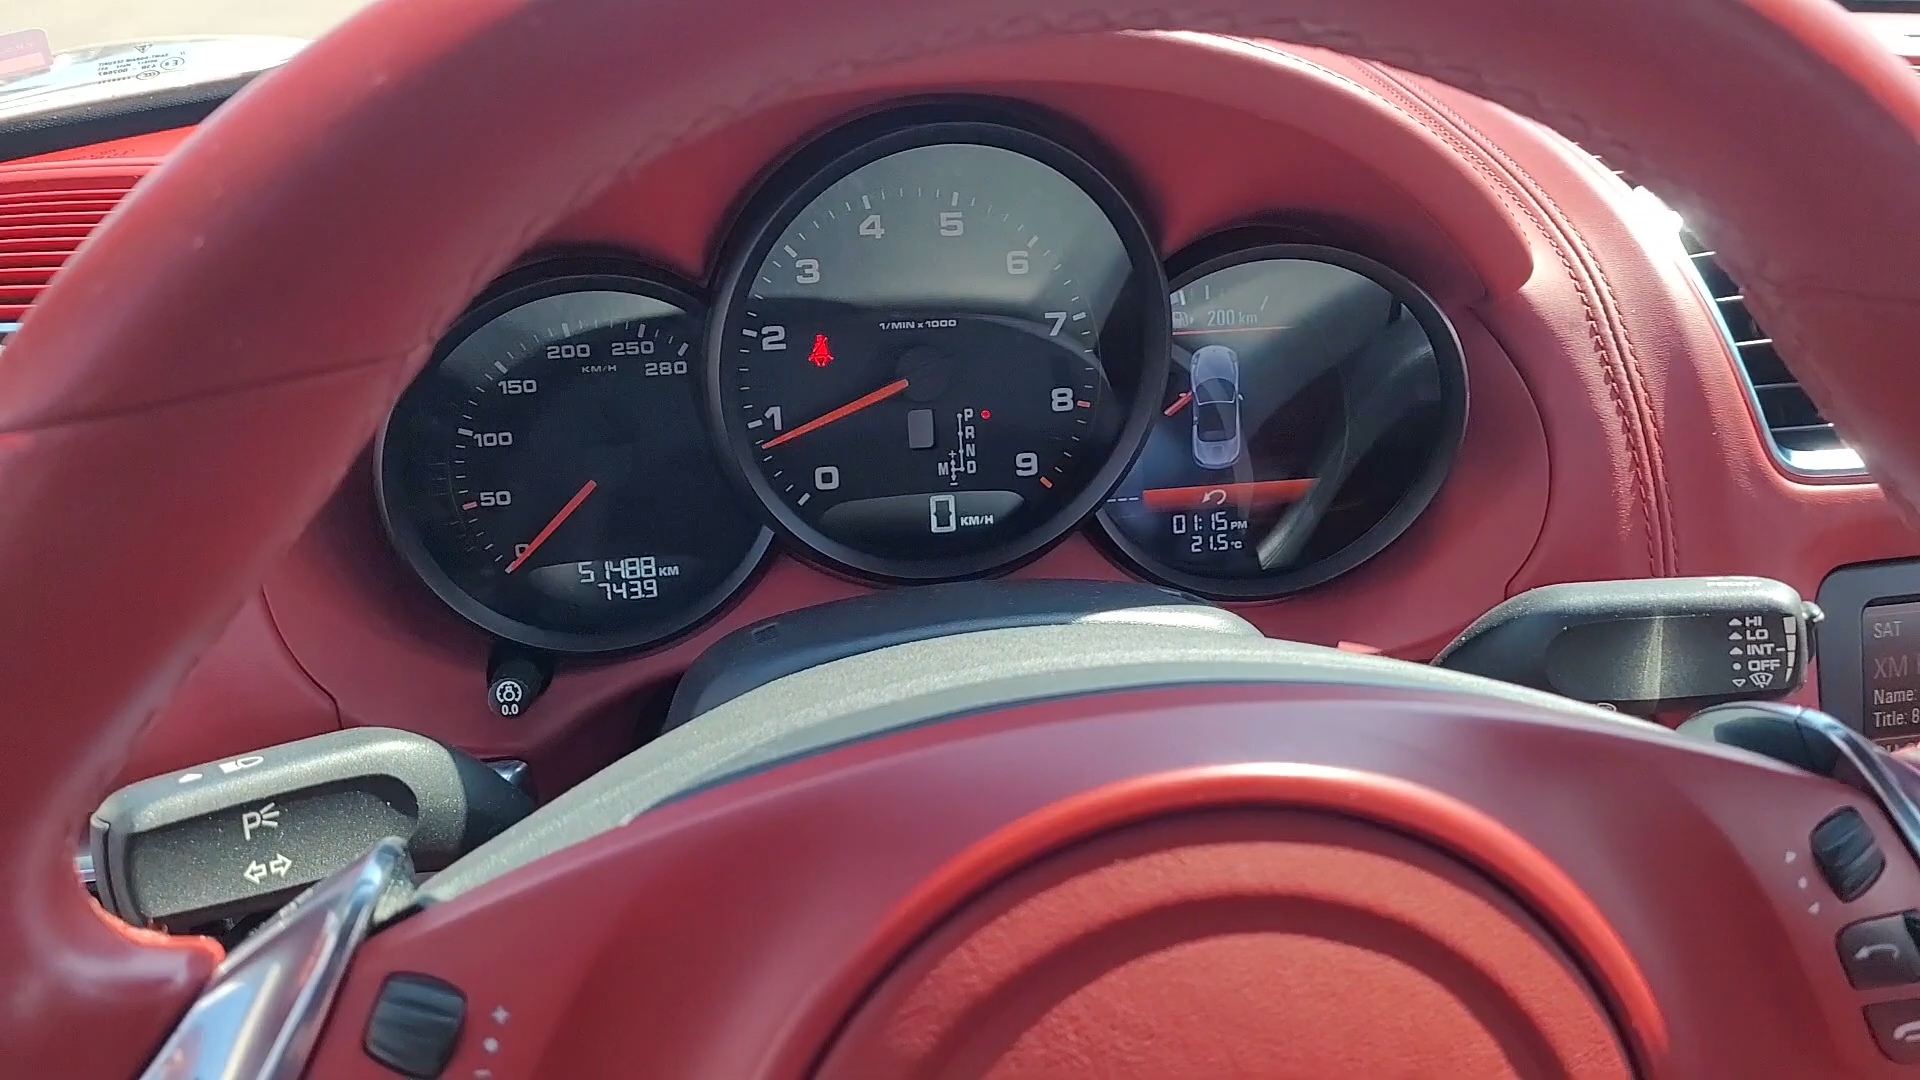 200 km
4
5
3
6
1/MIN x 1000
2
7
200
250
KM/H
280
150
1
8
P
R
N
M
D
+
-
100
0
9
50
0
KM/H
01:15 PM
21.5 °C
0
51488 KM
743.9
0.0
HI
LO
INT
OFF
1
SAT
XM
Name:
Title: 8
P